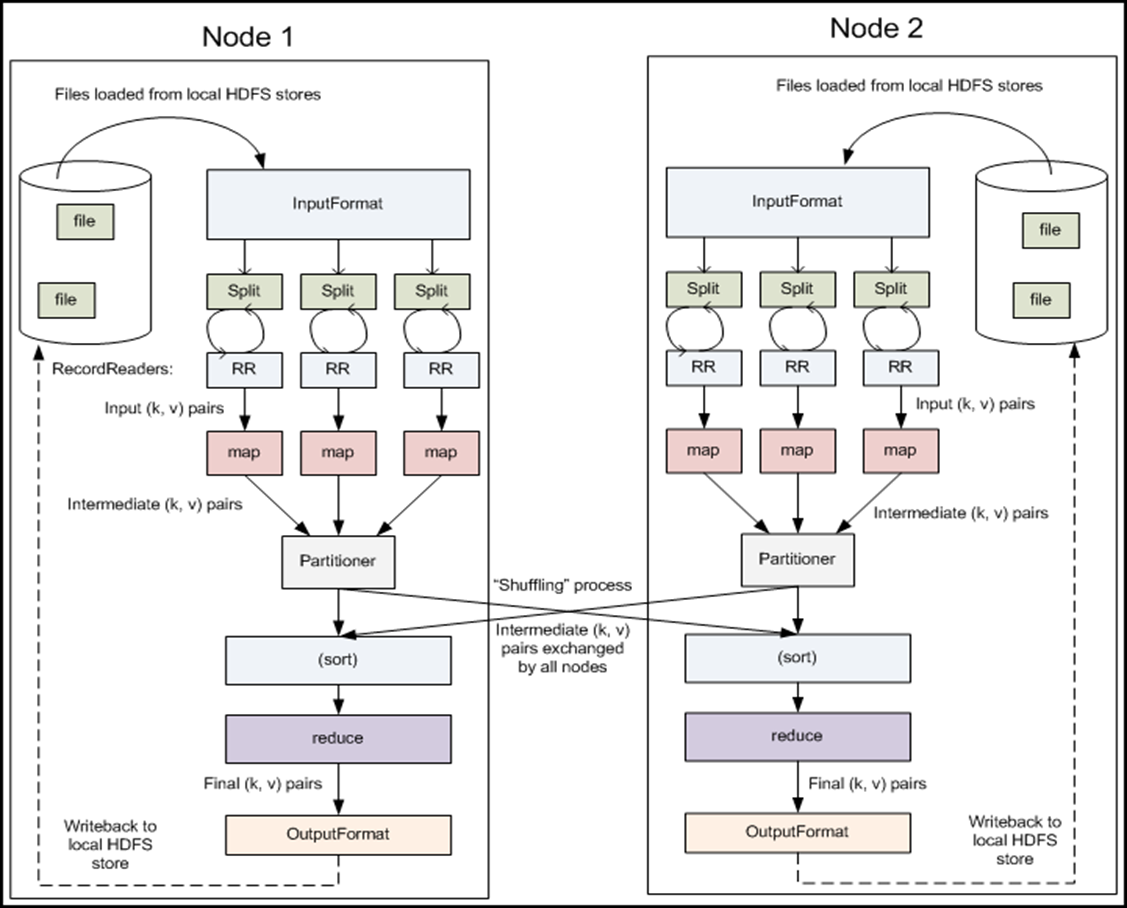 Node 1
Files loaded from local HDFS stores
InputFormat
file
file
Split
Split
Split
RecordReaders:
RR
RR
RR
Input (k, v) pairs
map
map
map
Intermediate (k, v) pairs
Partitioner
(sort)
reduce
Final (k, v) pairs
OutputFormat
Writeback to
local HDFS
store
“Shuffling” process
Intermediate (k, v)
pairs exchanged
by all nodes
Node 2
Files loaded from local HDFS stores
InputFormat
file
file
Split
Split
Split
RR
RR
RR
Input (k, v) pairs
map
map
map
Intermediate (k, v) pairs
Partitioner
(sort)
reduce
Final (k, v) pairs
OutputFormat
Writeback to
local HDFS
store